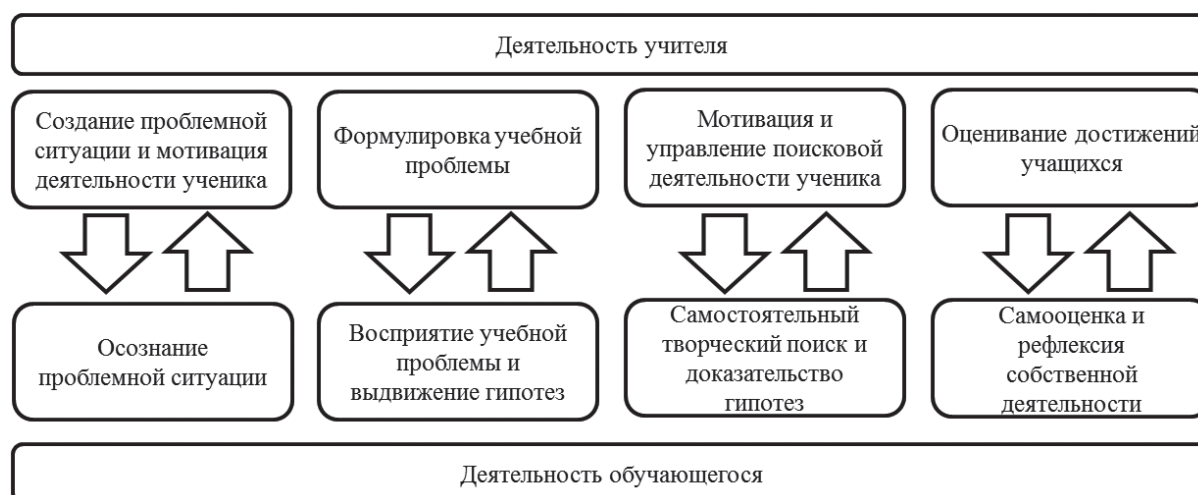 Деятельность учителя
Создание проблемной
ситуации и мотивация
деятельности ученика
Формулировка учебной
проблемы
Мотивация и
управление поисковой
деятельности ученика
Оценивание достижений
учащихся
Осознание
проблемной ситуации
Восприятие учебной
проблемы и
выдвижение гипотез
Самостоятельный
творческий поиск и
доказательство
гипотез
Самооценка и
рефлексия
собственной
деятельности
Деятельность обучающегося